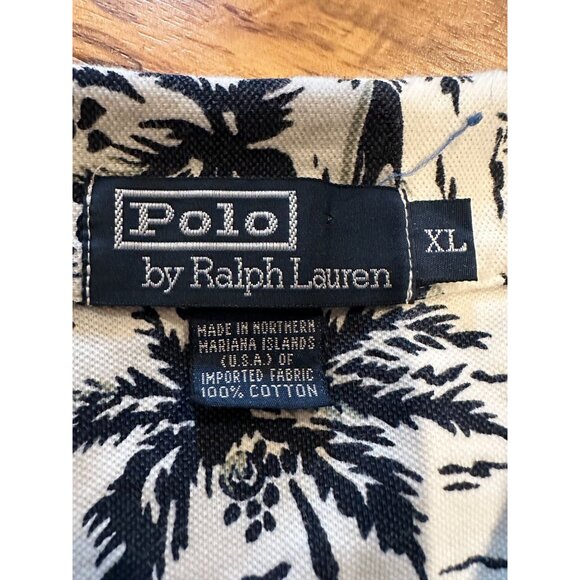 Polo
by Ralph Lauren
XL
MADE IN NORTHERN
MARIANA ISLANDS
(U.S.A.) OF
IMPORTED FABRIC
100% COTTON